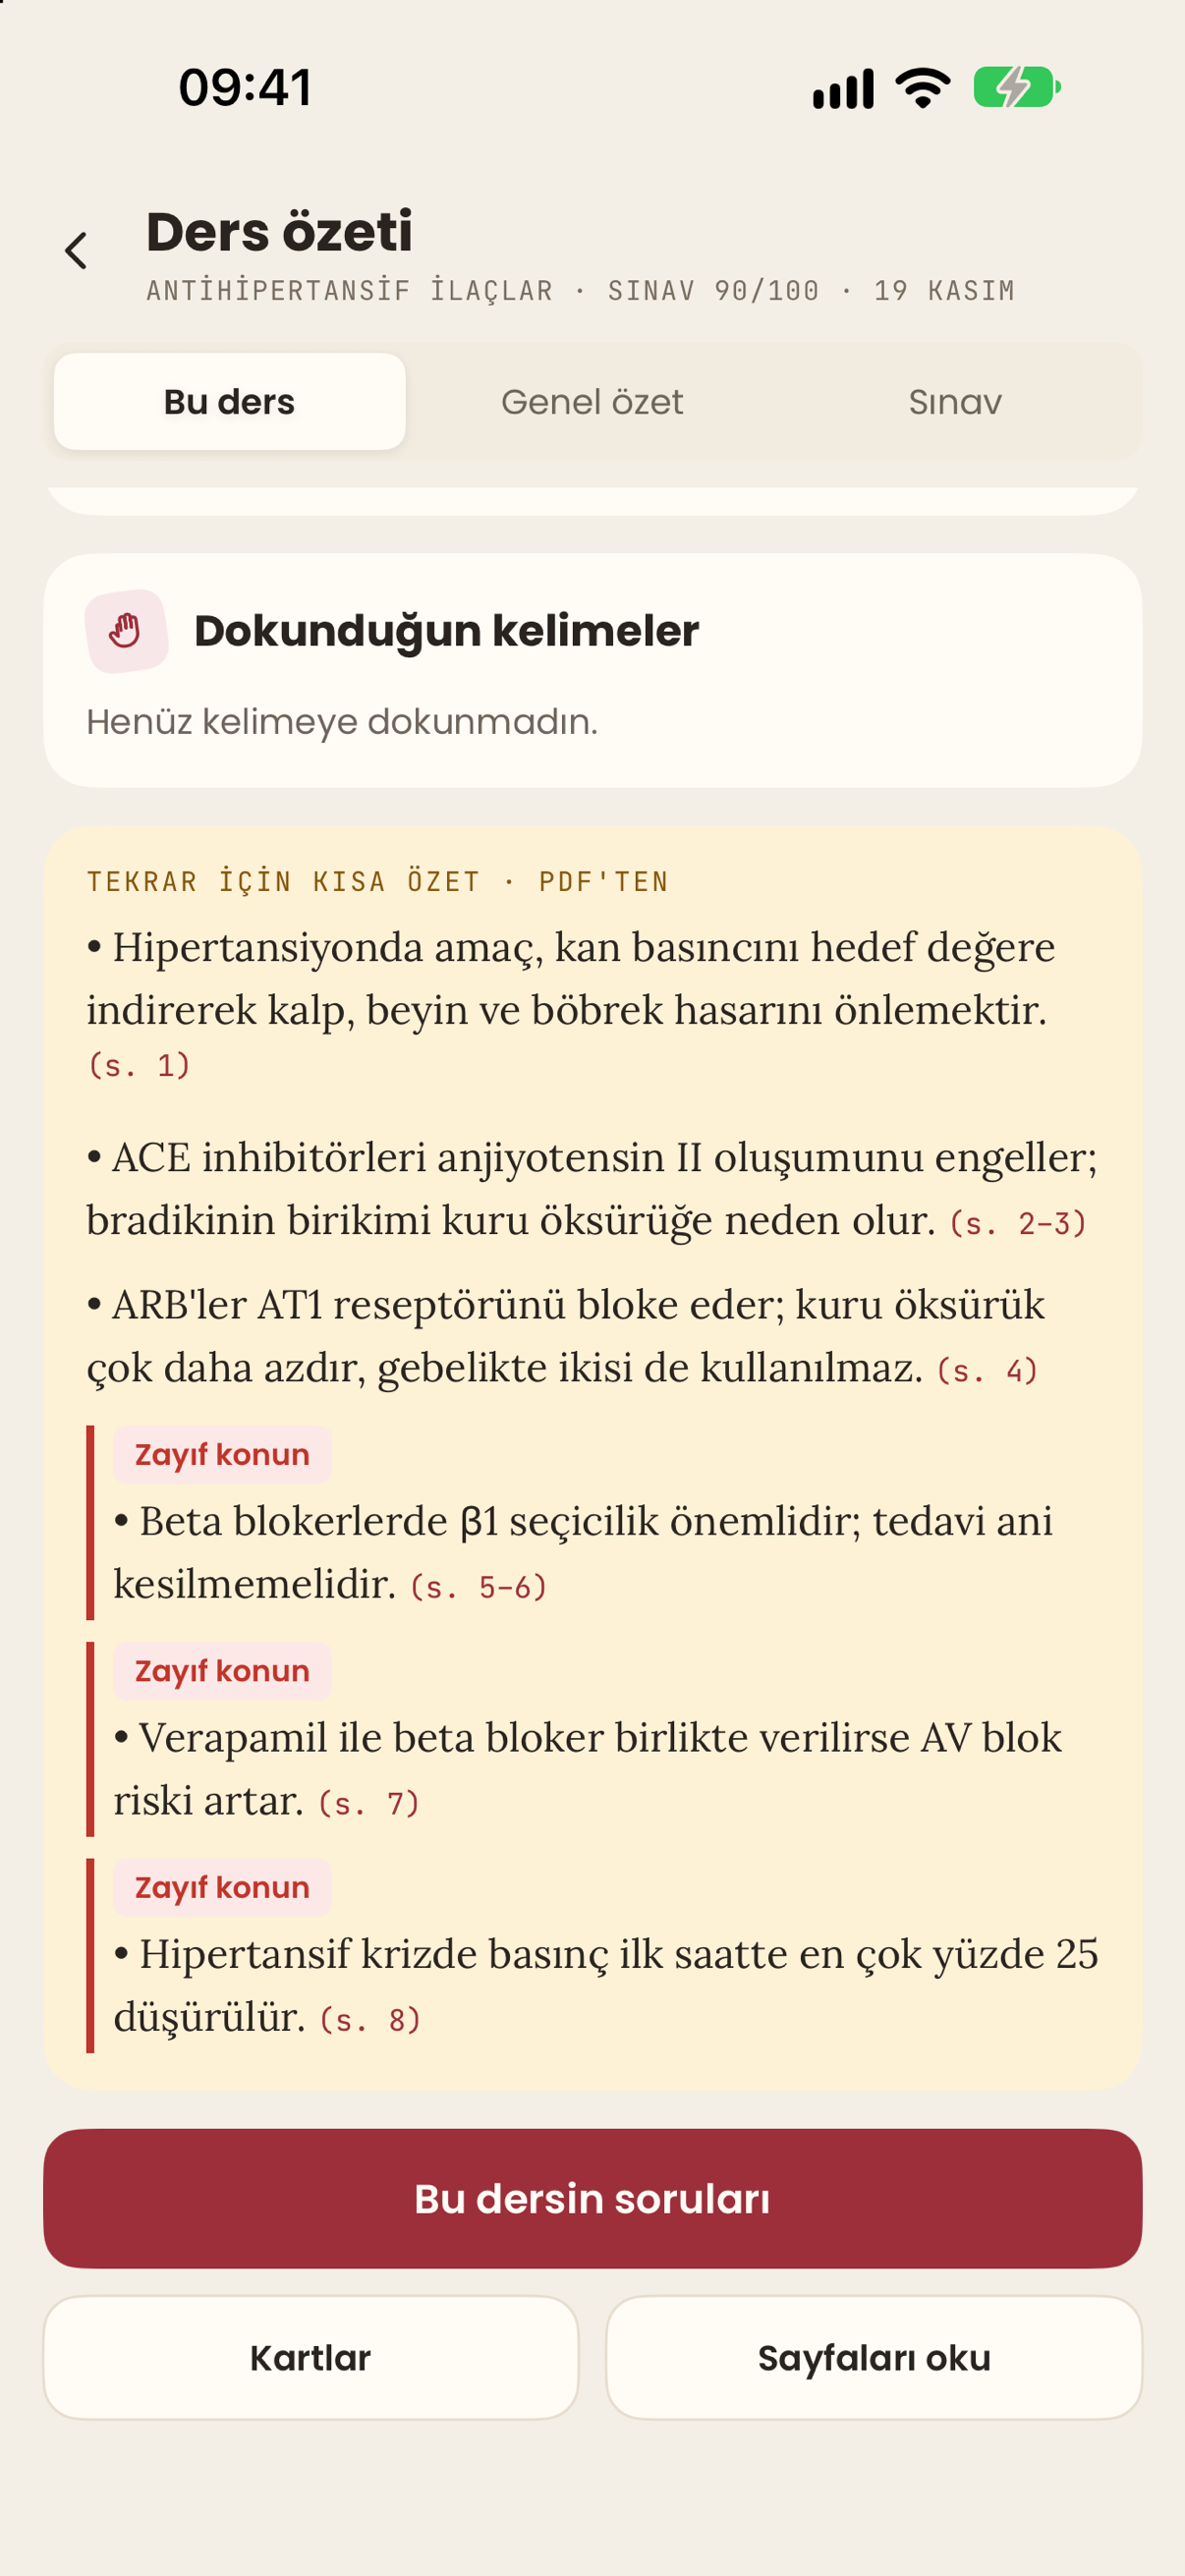 09:41
Ders özeti
ANTİHİPERTANSİF İLAÇLAR · SINAV 90/100 · 19 KASIM
Bu ders
Genel özet
Sınav
Dokunduğun kelimeler
Henüz kelimeye dokunmadın.
TEKRAR İÇİN KISA ÖZET · PDF'TEN
• Hipertansiyonda amaç, kan basıncını hedef değere
indirerek kalp, beyin ve böbrek hasarını önlemektir.
(s. 1)
• ACE inhibitörleri anjiyotensin II oluşumunu engeller;
bradikinin birikimi kuru öksürüğe neden olur. (s. 2–3)
• ARB'ler AT1 reseptörünü bloke eder; kuru öksürük
çok daha azdır, gebelikte ikisi de kullanılmaz. (s. 4)
Zayıf konun
• Beta blokerlerde β1 seçicilik önemlidir; tedavi ani
kesilmemelidir. (s. 5–6)
Zayıf konun
• Verapamil ile beta bloker birlikte verilirse AV blok
riski artar. (s. 7)
Zayıf konun
• Hipertansif krizde basınç ilk saatte en çok yüzde 25
düşürülür. (s. 8)
Bu dersin soruları
Kartlar
Sayfaları oku